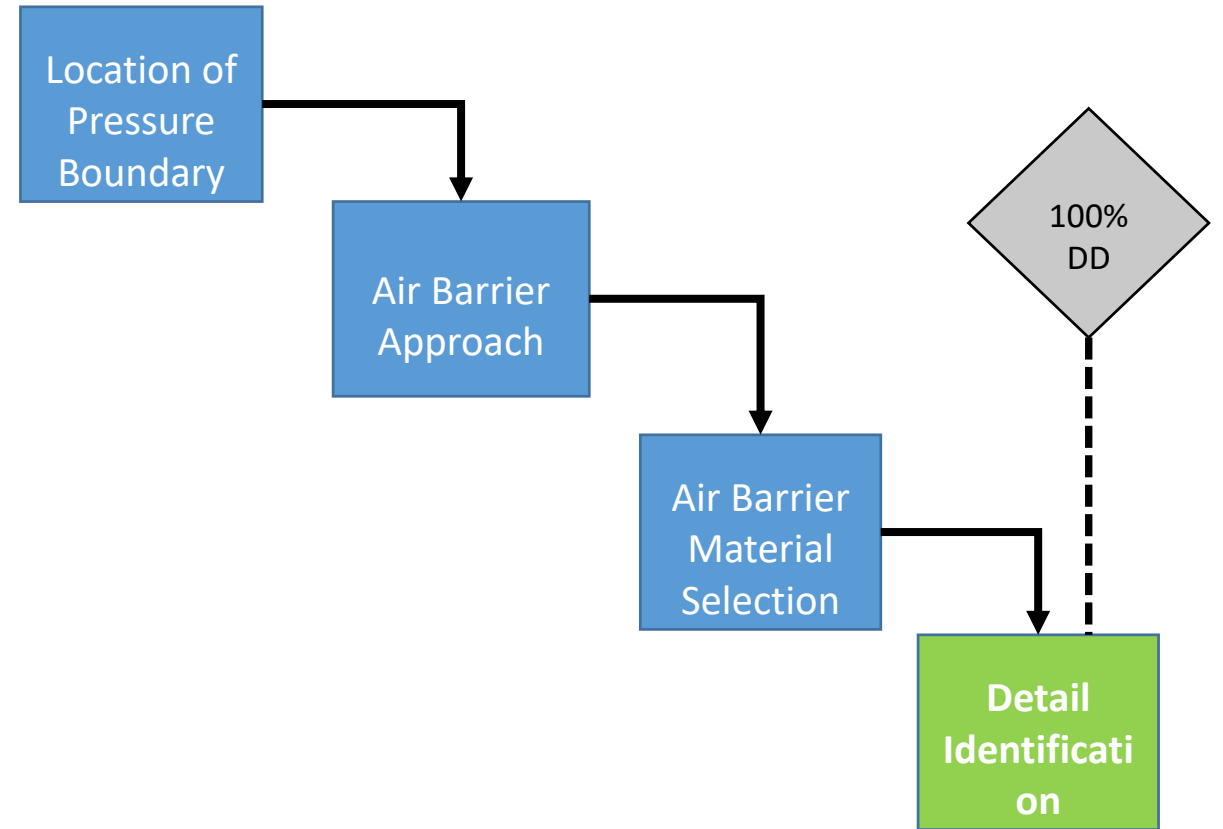 Location of
Pressure
Boundary
Air Barrier
Approach
100%
DD
Air Barrier
Material
Selection
Detail
Identificati
on